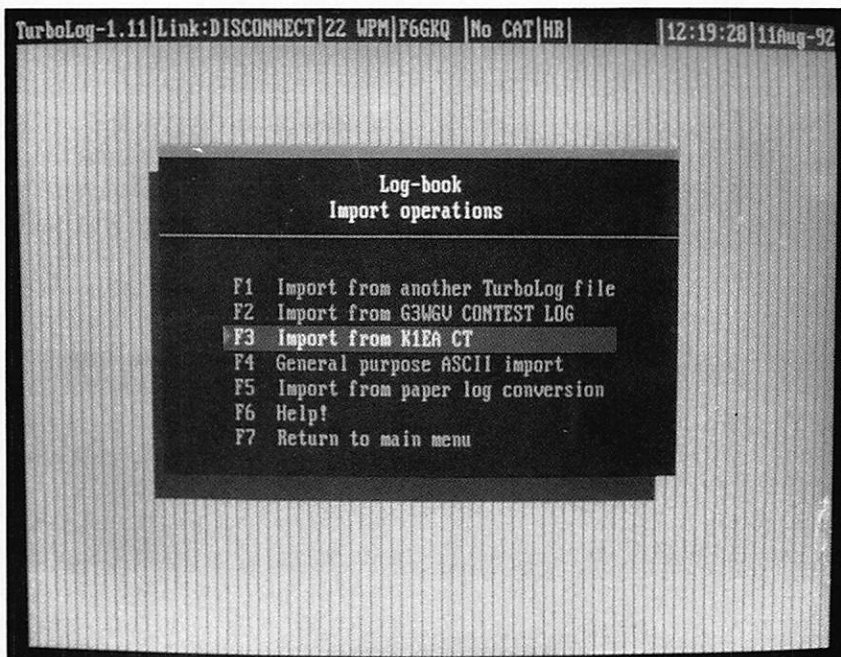 TurboLog-1.11|Link:DISCONNECT|22 WPM|F6GKQ |No CAT|HR| |12:19:28|11Aug-92
Log-book
Import operations
F1 Import from another TurboLog file
F2 Import from G3WGV CONTEST LOG
F3 Import from K1EA CT
F4 General purpose ASCII import
F5 Import from paper log conversion
F6 Help!
F7 Return to main menu